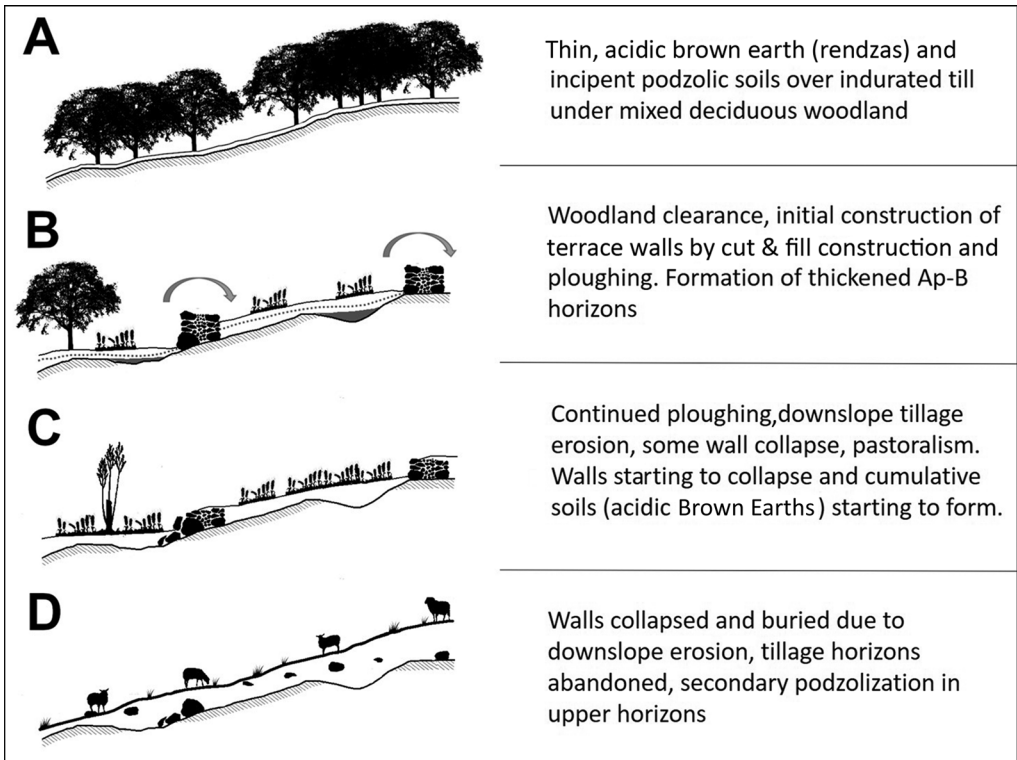 A
Thin, acidic brown earth (rendzas) and
incipent podzolic soils over indurated till
under mixed deciduous woodland
B
Woodland clearance, initial construction of
terrace walls by cut & fill construction and
ploughing. Formation of thickened Ap-B
horizons
C
Continued ploughing,downslope tillage
erosion, some wall collapse, pastoralism.
Walls starting to collapse and cumulative
soils (acidic Brown Earths) starting to form.
D
Walls collapsed and buried due to
downslope erosion, tillage horizons
abandoned, secondary podzolization in
upper horizons